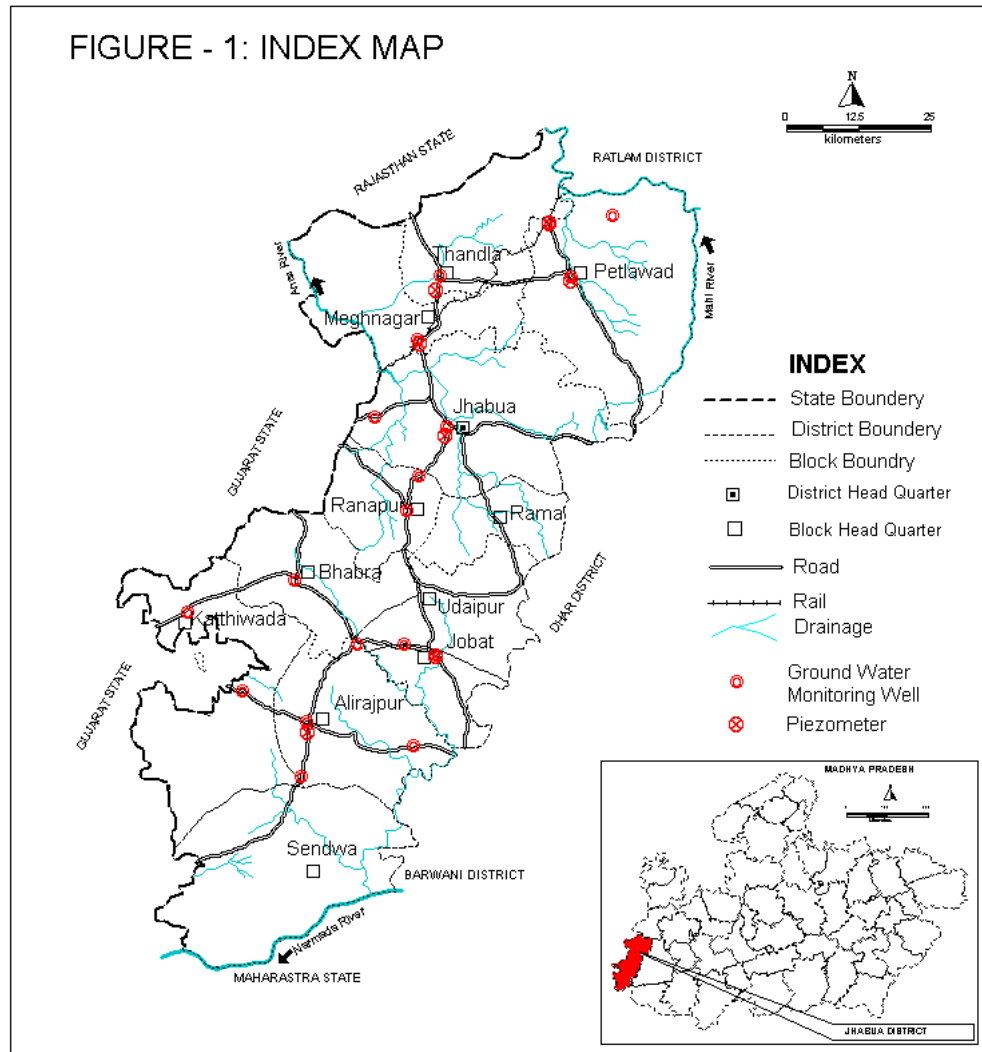 FIGURE - 1: INDEX MAP
N
0 12.5 25
kilometers
RAJASTHAN STATE
RATLAM DISTRICT
Anas River
Thandla
Petlawad
Mahi River
Meghnagar
Jhabua
GUJARAT STATE
Ranapur
Rama
Bhabra
DHAR DISTRICT
Udaipur
Katthiwada
Jobat
GUJARAT STATE
Alirajpur
Sendwa
BARWANI DISTRICT
Narmada River
MAHARASTRA STATE
INDEX
State Boundery
District Boundery
Block Boundry
District Head Quarter
Block Head Quarter
Road
Rail
Drainage
Ground Water
Monitoring Well
Piezometer
MADHYA PRADESH
JHABUA DISTRICT